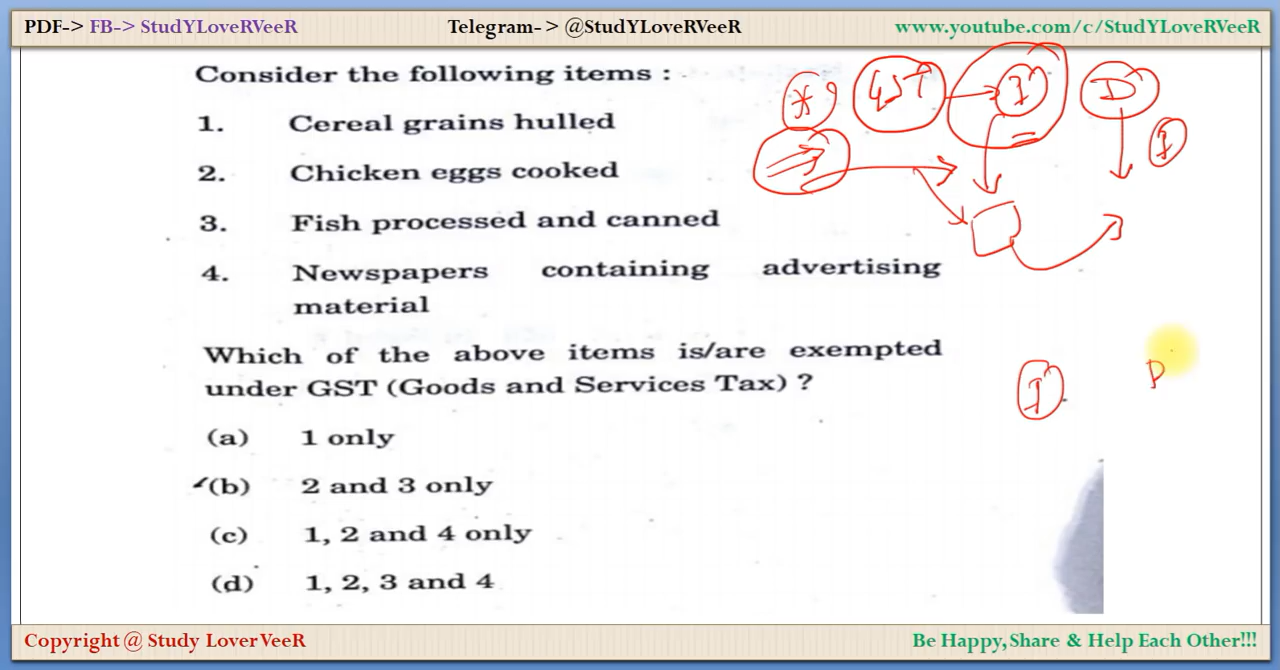 PDF-> FB-> StudYLoveRVeeR Telegram-> @StudYLoveRVeeR www.youtube.com/c/StudYLoveRVeeR
Consider the following items :
1. Cereal grains hulled
2. Chicken eggs cooked
3. Fish processed and canned
4. Newspapers containing advertising
material
Which of the above items is/are exempted
under GST (Goods and Services Tax) ?
(a) 1 only
(b) 2 and 3 only
(c) 1, 2 and 4 only
(d) 1, 2, 3 and 4
GST I D
I
I D
Copyright @ Study LoverVeeR Be Happy,Share & Help Each Other!!!